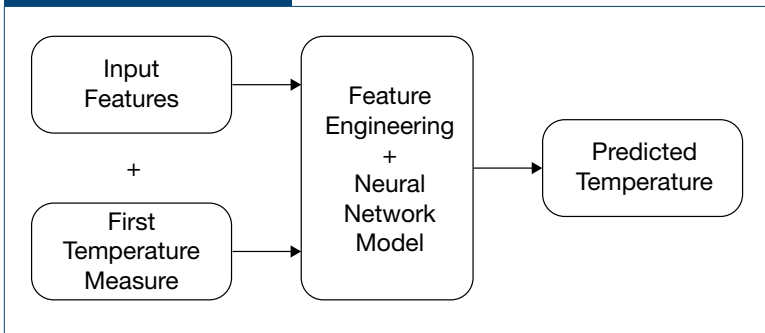 Input
Features
+
First
Temperature
Measure
Feature
Engineering
+
Neural
Network
Model
Predicted
Temperature